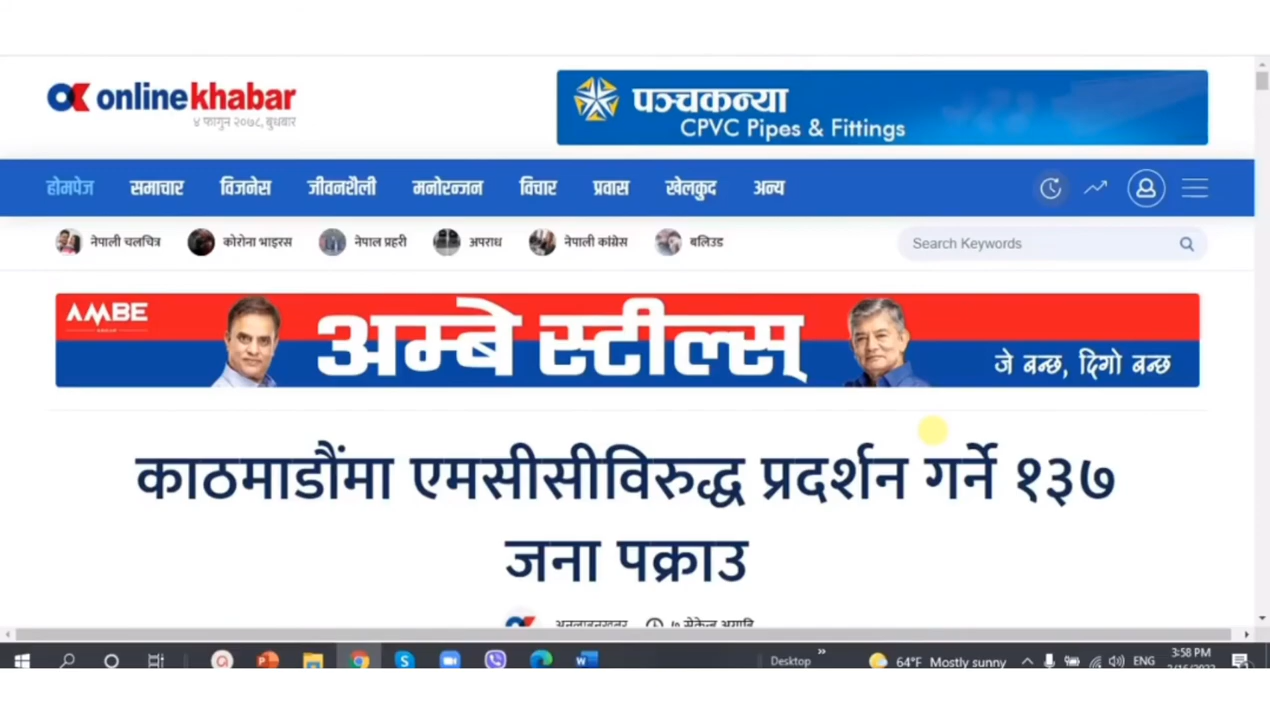 onlinekhabar
४ फागुन २०७८, बुधबार
पञ्चकन्या
CPVC Pipes & Fittings
होमपेज समाचार विजनेस जीवनशैली मनोरन्जन विचार प्रवास खेलकुद अन्य
नेपाली चलचित्र कोरोना भाइरस नेपाल प्रहरी अपराध नेपाली कांग्रेस बलिउड
Search Keywords
AMBE
अम्बे स्टील्स्
जे बन्छ, दिगो बन्छ
काठमाडौंमा एमसीसीविरुद्ध प्रदर्शन गर्ने १३७
जना पक्राउ
Desktop
64°F Mostly sunny
ENG
3:58 PM